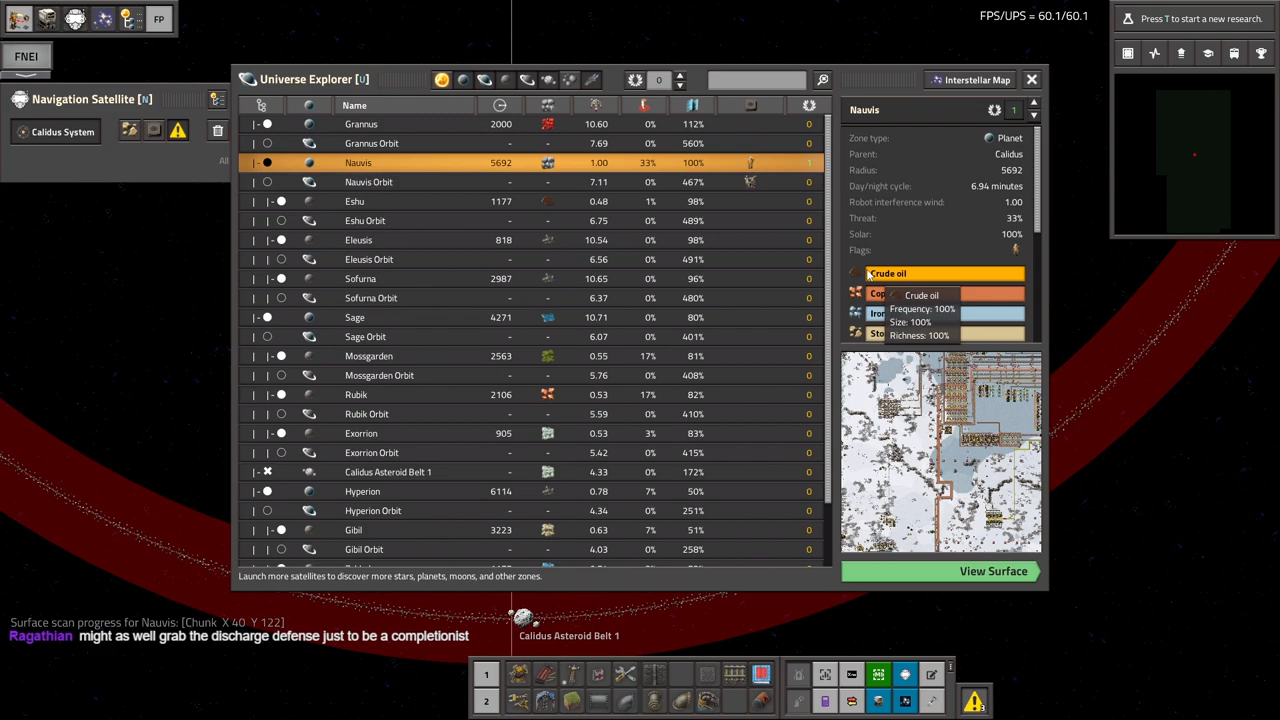 FP
FPS/UPS = 60.1/60.1
Press T to start a new research.
FNEI
Navigation Satellite [N]
Calidus System
Al
Universe Explorer [U]
0
Interstellar Map
Name
Grannus 2000 10.60 0% 112% 0
Grannus Orbit - - 7.69 0% 560% 0
Nauvis 5692 1.00 33% 100% 1
Nauvis Orbit - - 7.11 0% 467% 0
Eshu 1177 0.48 1% 98% 0
Eshu Orbit - - 6.75 0% 489% 0
Eleusis 818 10.54 0% 98% 0
Eleusis Orbit - - 6.56 0% 491% 0
Sofurna 2987 10.65 0% 96% 0
Sofurna Orbit - - 6.37 0% 480% 0
Sage 4271 10.71 0% 80% 0
Sage Orbit - - 6.07 0% 401% 0
Mossgarden 2563 0.55 17% 81% 0
Mossgarden Orbit - - 5.76 0% 408% 0
Rubik 2106 0.53 17% 82% 0
Rubik Orbit - - 5.59 0% 410% 0
Exorrion 905 0.53 3% 83% 0
Exorrion Orbit - - 5.42 0% 415% 0
Calidus Asteroid Belt 1 - 4.33 0% 172% 0
Hyperion 6114 0.78 7% 50% 0
Hyperion Orbit - - 4.34 0% 251% 0
Gibil 3223 0.63 7% 51% 0
Gibil Orbit - - 4.03 0% 258% 0
Launch more satellites to discover more stars, planets, moons, and other zones.
Nauvis 1
Zone type: Planet
Parent: Calidus
Radius: 5692
Day/night cycle: 6.94 minutes
Robot interference wind: 1.00
Threat: 33%
Solar: 100%
Flags:
Crude oil
Cop
Iron
Sto
Crude oil
Frequency: 100%
Size: 100%
Richness: 100%
View Surface
Surface scan progress for Nauvis: [Chunk X 40 Y 122]
Ragathian might as well grab the discharge defense just to be a completionist
Calidus Asteroid Belt 1
1
2